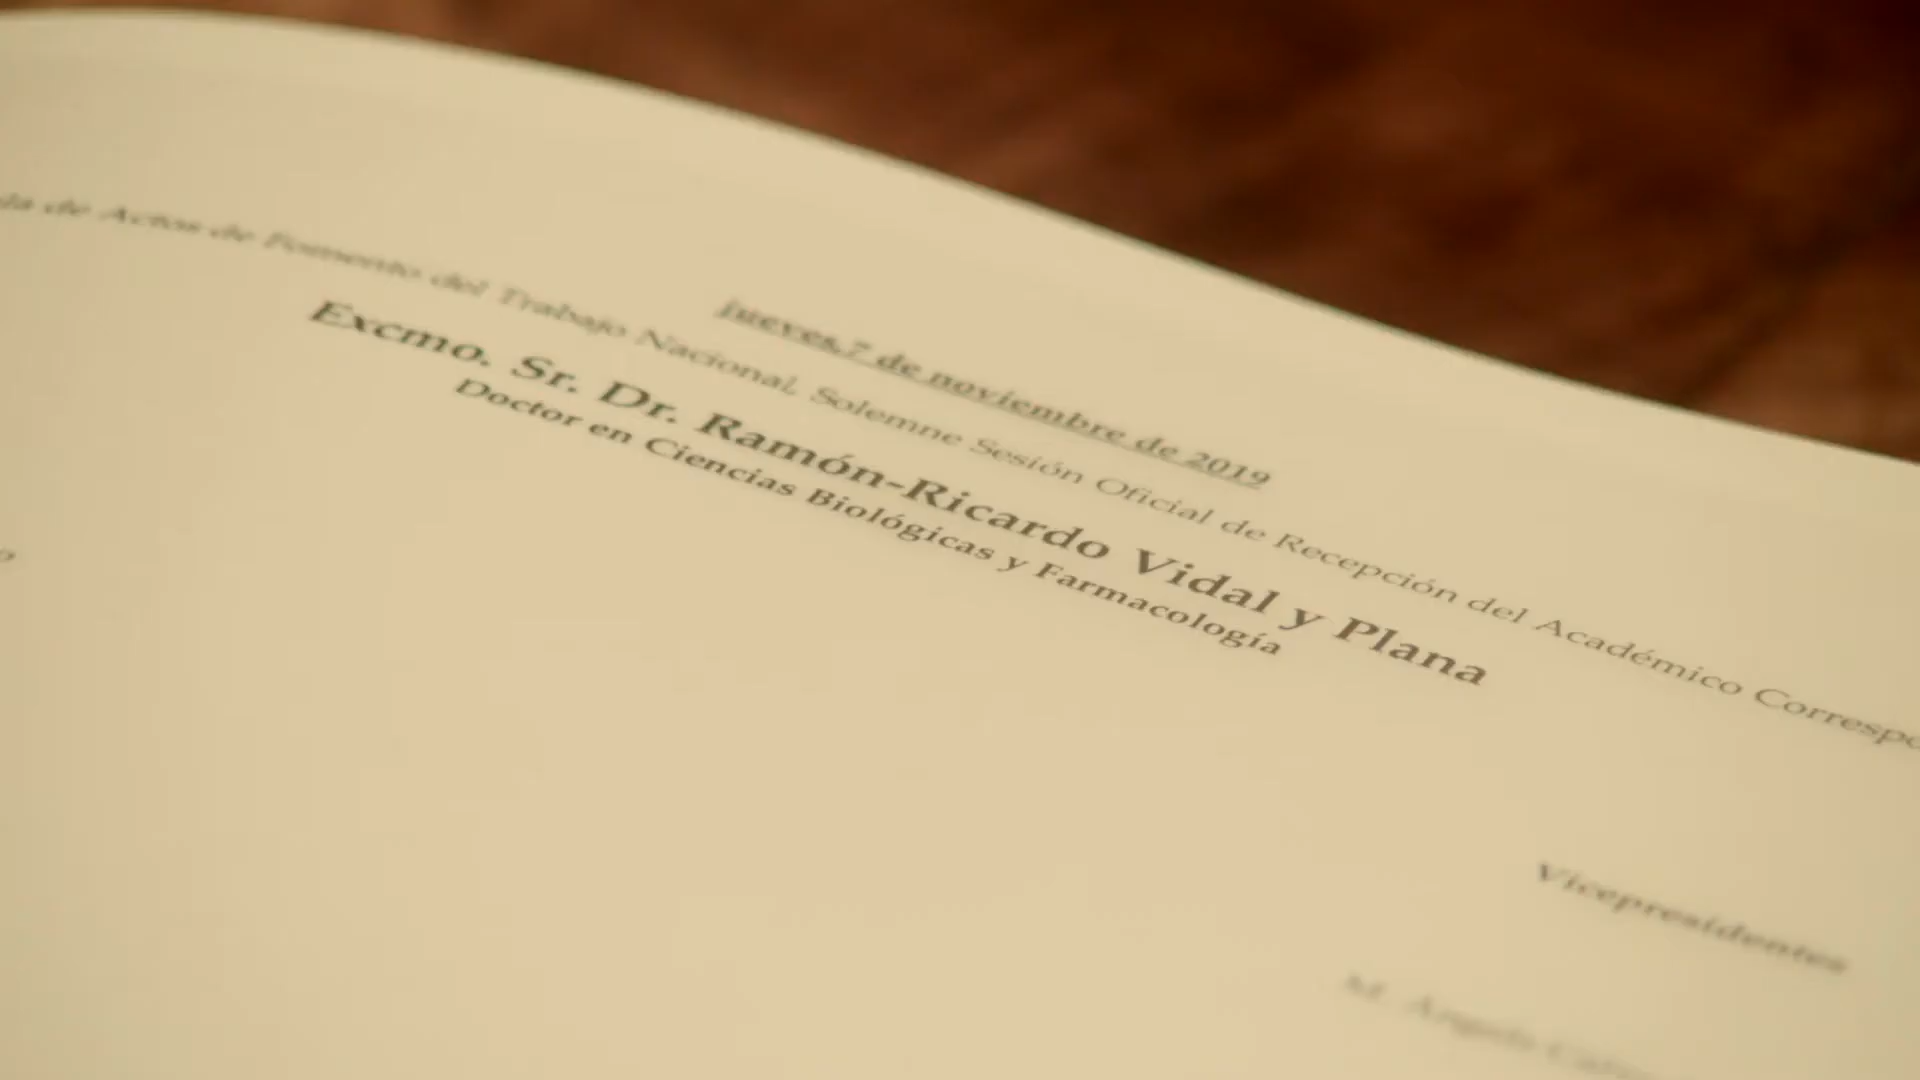 jueves,7 de noviembre de 2019
de Actos de Fomento del Trabajo Nacional, Solemne Sesión Oficial de Recepción del Académico
Excmo. Sr. Dr. Ramón-Ricardo Vidal y Plana
Doctor en Ciencias Biológicas y Farmacología
Vicepresidentes